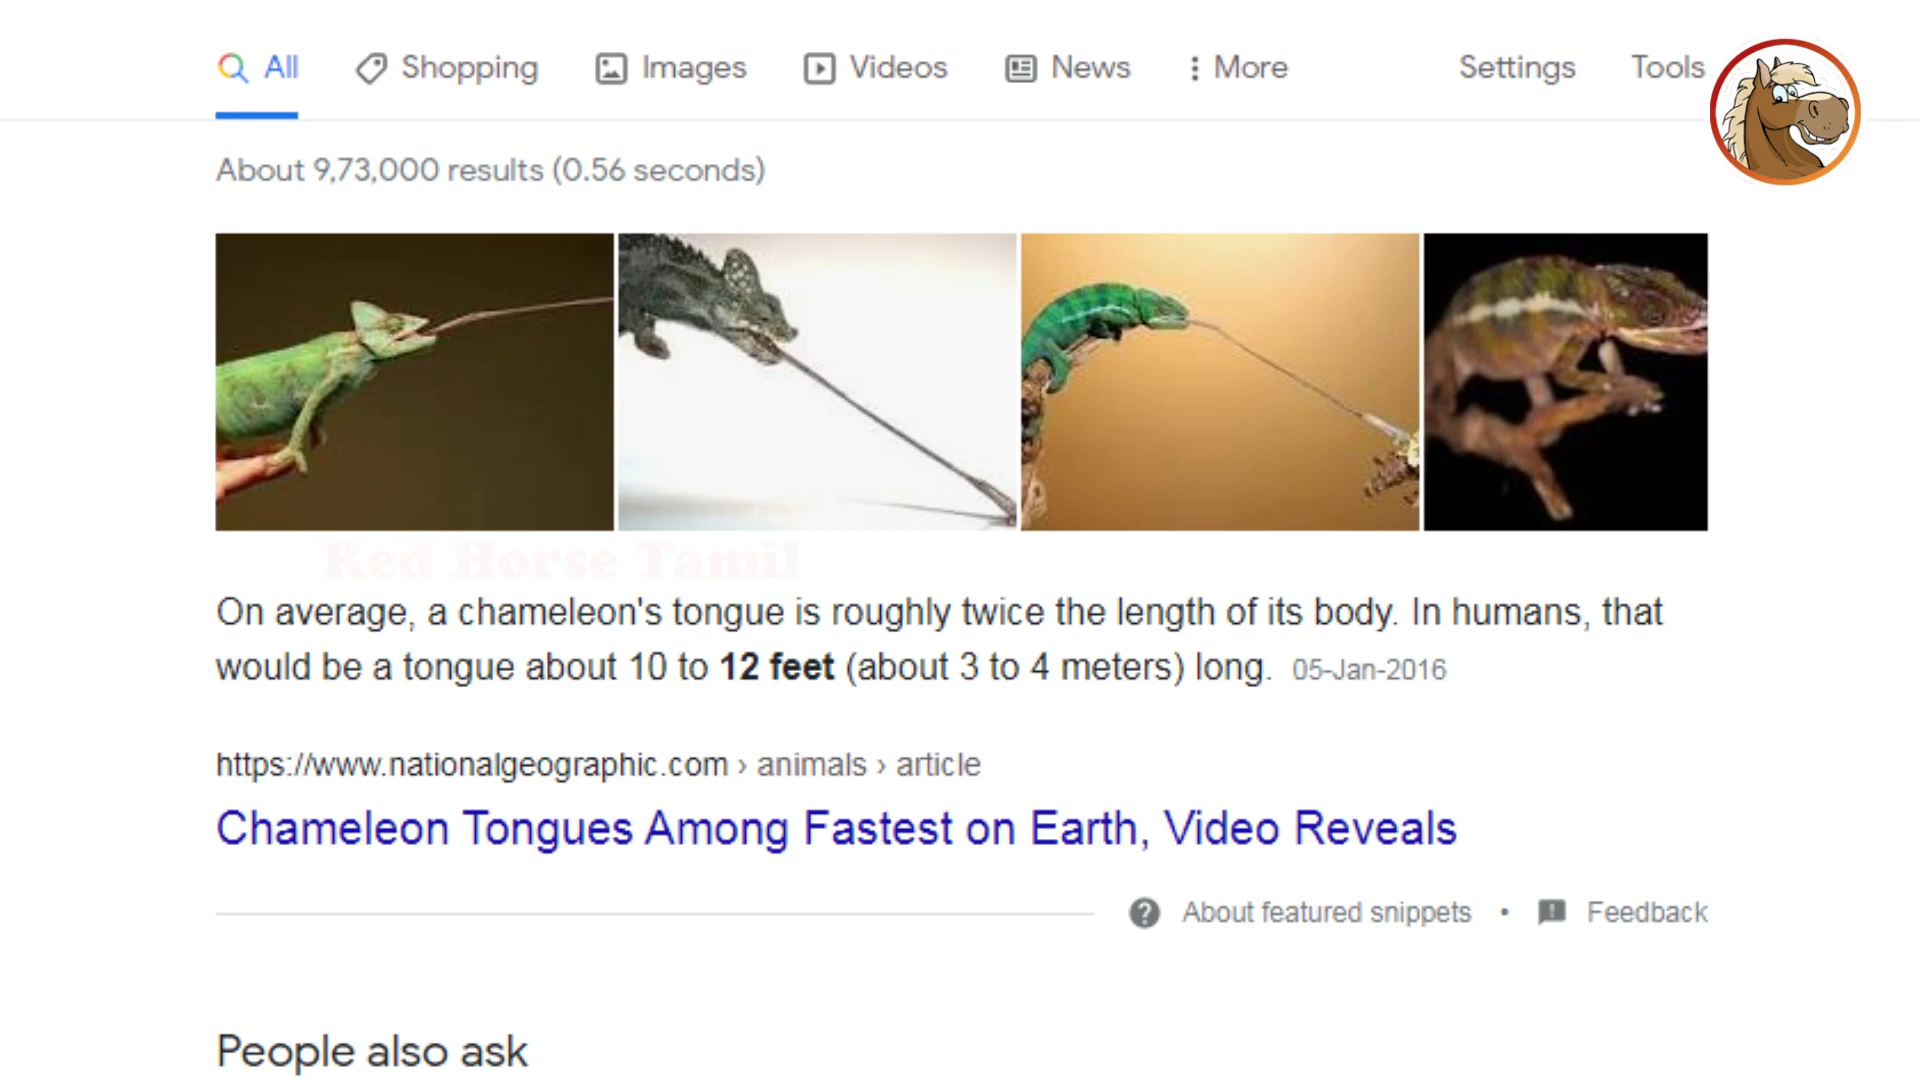 All Shopping Images Videos News More Settings Tools
About 9,73,000 results (0.56 seconds)
Red Horse Tamil
On average, a chameleon's tongue is roughly twice the length of its body. In humans, that
would be a tongue about 10 to 12 feet (about 3 to 4 meters) long. 05-Jan-2016
https://www.nationalgeographic.com › animals › article
Chameleon Tongues Among Fastest on Earth, Video Reveals
About featured snippets • Feedback
People also ask